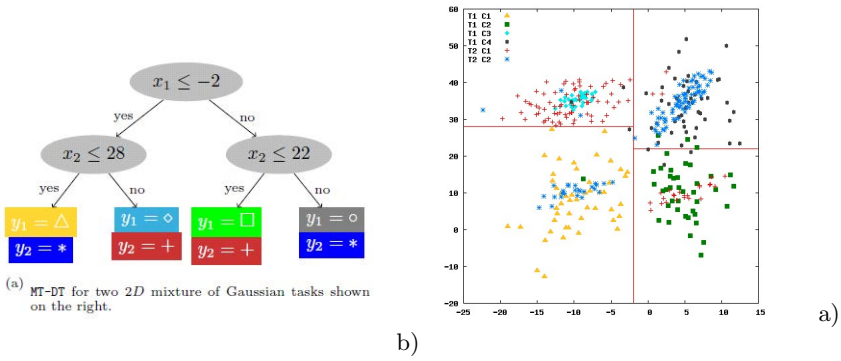 x₁ ≤ −2
yes
no
x₂ ≤ 28
x₂ ≤ 22
yes
no
yes
no
y₁ = △
y₂ = *
y₁ = ◇
y₂ = +
y₁ = □
y₂ = +
y₁ = ○
y₂ = *
(a) MT-DT for two 2D mixture of Gaussian tasks shown
on the right.
b)
T1 C1
T1 C2
T1 C3
T1 C4
T2 C1
T2 C2
60
50
40
30
20
10
0
-10
-20
-25 -20 -15 -10 -5 0 5 10 15
a)